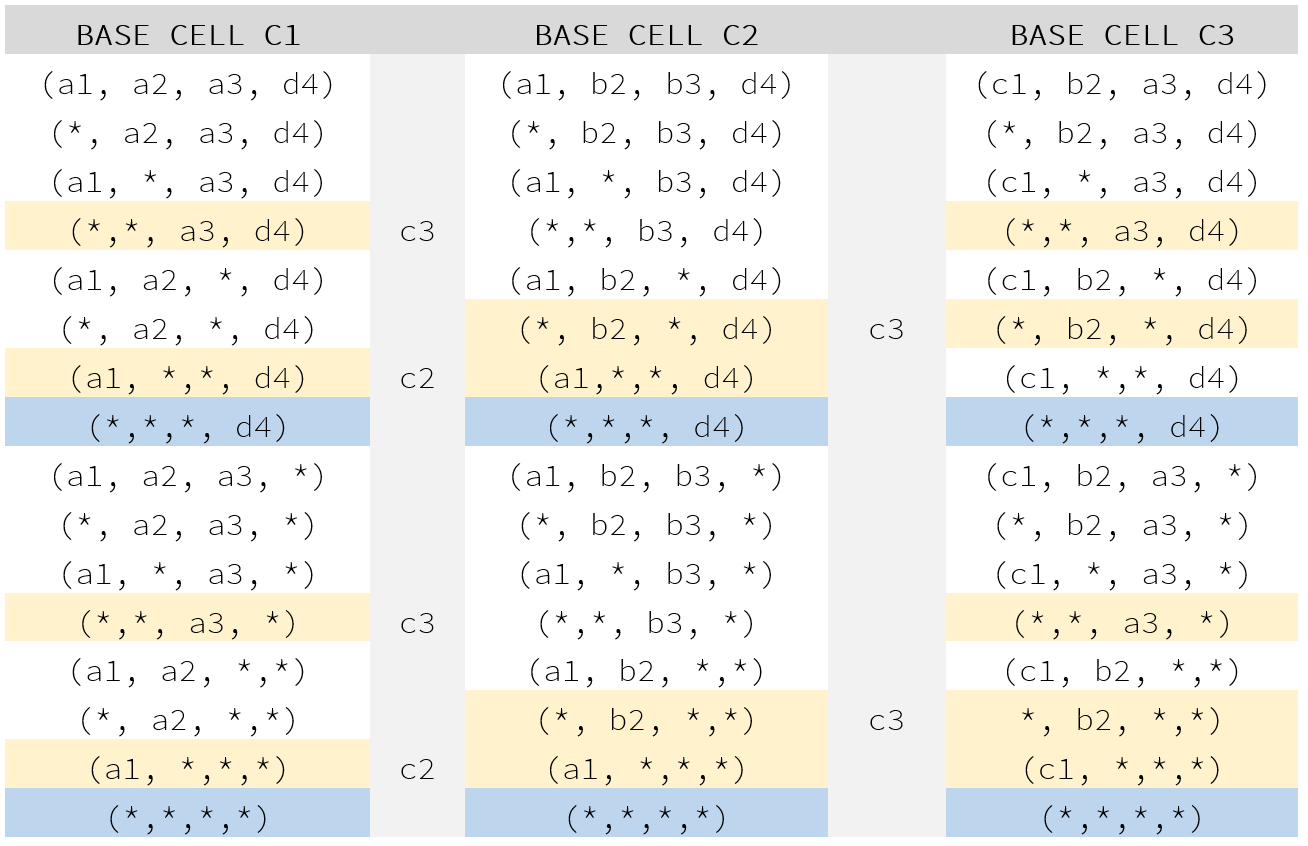 BASE CELL C1 BASE CELL C2 BASE CELL C3
(a1, a2, a3, d4) (a1, b2, b3, d4) (c1, b2, a3, d4)
(*, a2, a3, d4) (*, b2, b3, d4) (*, b2, a3, d4)
(a1, *, a3, d4) (a1, *, b3, d4) (c1, *, a3, d4)
(*,*, a3, d4) c3 (*,*, b3, d4) (*,*, a3, d4)
(a1, a2, *, d4) (a1, b2, *, d4) (c1, b2, *, d4)
(*, a2, *, d4) (*, b2, *, d4) c3 (*, b2, *, d4)
(a1, *,*, d4) c2 (a1,*,*, d4) (c1, *,*, d4)
(*,*,*, d4) (*,*,*, d4) (*,*,*, d4)
(a1, a2, a3, *) (a1, b2, b3, *) (c1, b2, a3, *)
(*, a2, a3, *) (*, b2, b3, *) (*, b2, a3, *)
(a1, *, a3, *) (a1, *, b3, *) (c1, *, a3, *)
(*,*, a3, *) c3 (*,*, b3, *) (*,*, a3, *)
(a1, a2, *,*) (a1, b2, *,*) (c1, b2, *,*)
(*, a2, *,*) (*, b2, *,*) c3 *, b2, *,*)
(a1, *,*,*) c2 (a1, *,*,*) (c1, *,*,*)
(*,*,*,*) (*,*,*,*) (*,*,*,*)